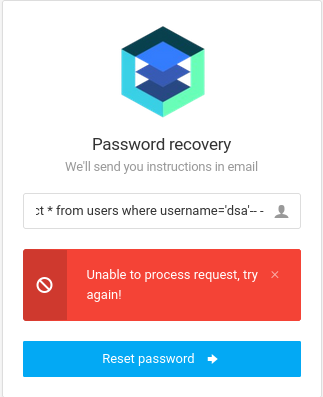 Password recovery
We'll send you instructions in email
ct * from users where username='dsa'-- -
Unable to process request, try
again!
×
Reset password